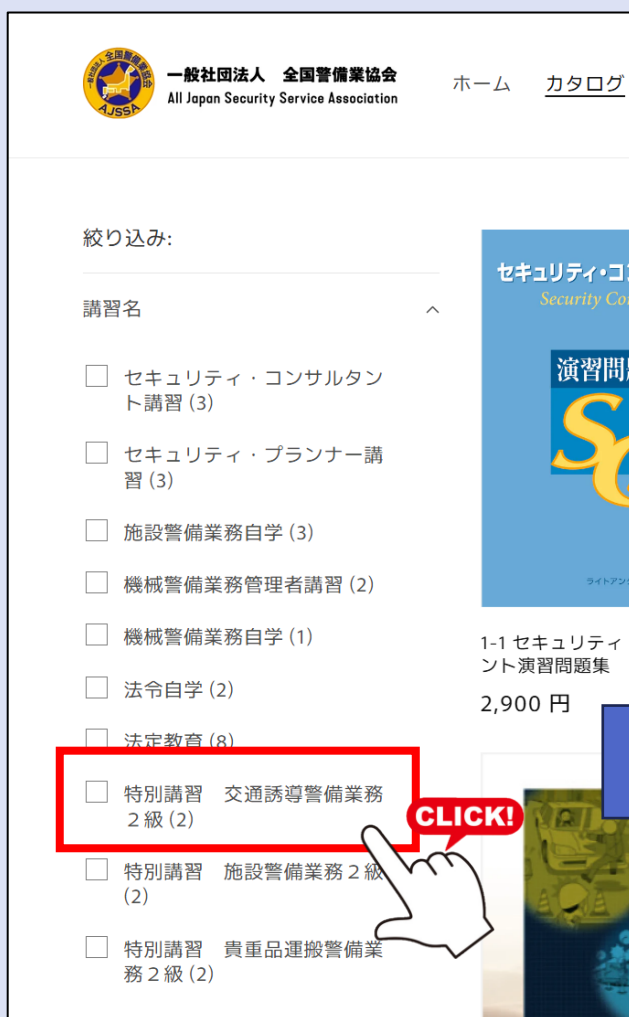 一般社団法人　全国警備業協会
All Japan Security Service Association
AJSSA
ホーム
カタログ
絞り込み:
講習名
セキュリティ・コンサルタン
ト講習 (3)
セキュリティ・プランナー講
習 (3)
施設警備業務自学 (3)
機械警備業務管理者講習 (2)
機械警備業務自学 (1)
法令自学 (2)
法定教育 (8)
特別講習　交通誘導警備業務
２級 (2)
CLICK!
特別講習　施設警備業務２級
(2)
特別講習　貴重品運搬警備業
務２級 (2)
セキュリティ・コン
Security Con
演習問題
SC
ライトアン
1-1 セキュリティ
ント演習問題集
2,900 円